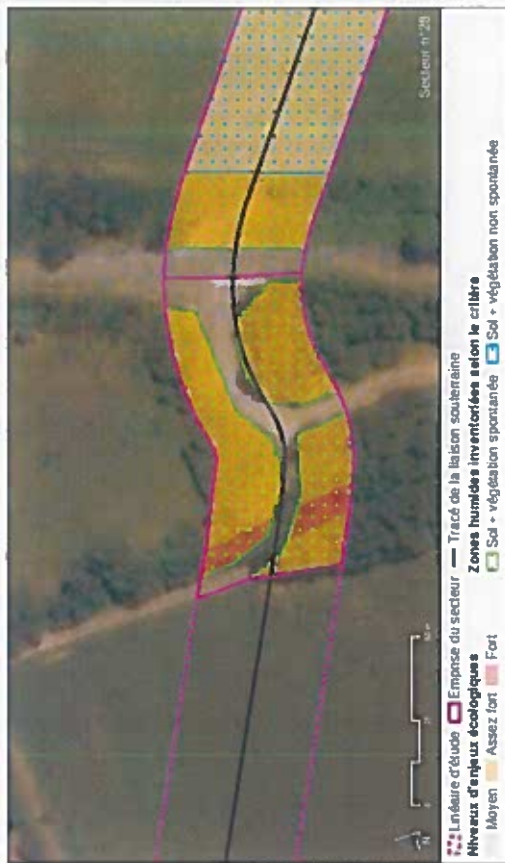 Secteur n°28
Linéaire d'étude Emprise du secteur Tracé de la liaison souterraine
Niveaux d'enjeux écologiques Zones humides inventoriées selon le critère
Moyen Assez fort Fort Sol + végétation spontanée Sol + végétation non spontanée
N